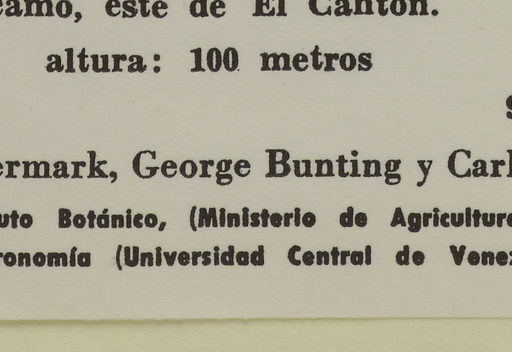 camo, este de El Cantón.
altura: 100 metros
ermark, George Bunting y Carl
uto Botánico, (Ministerio de Agricultura
ronomía (Universidad Central de Venez